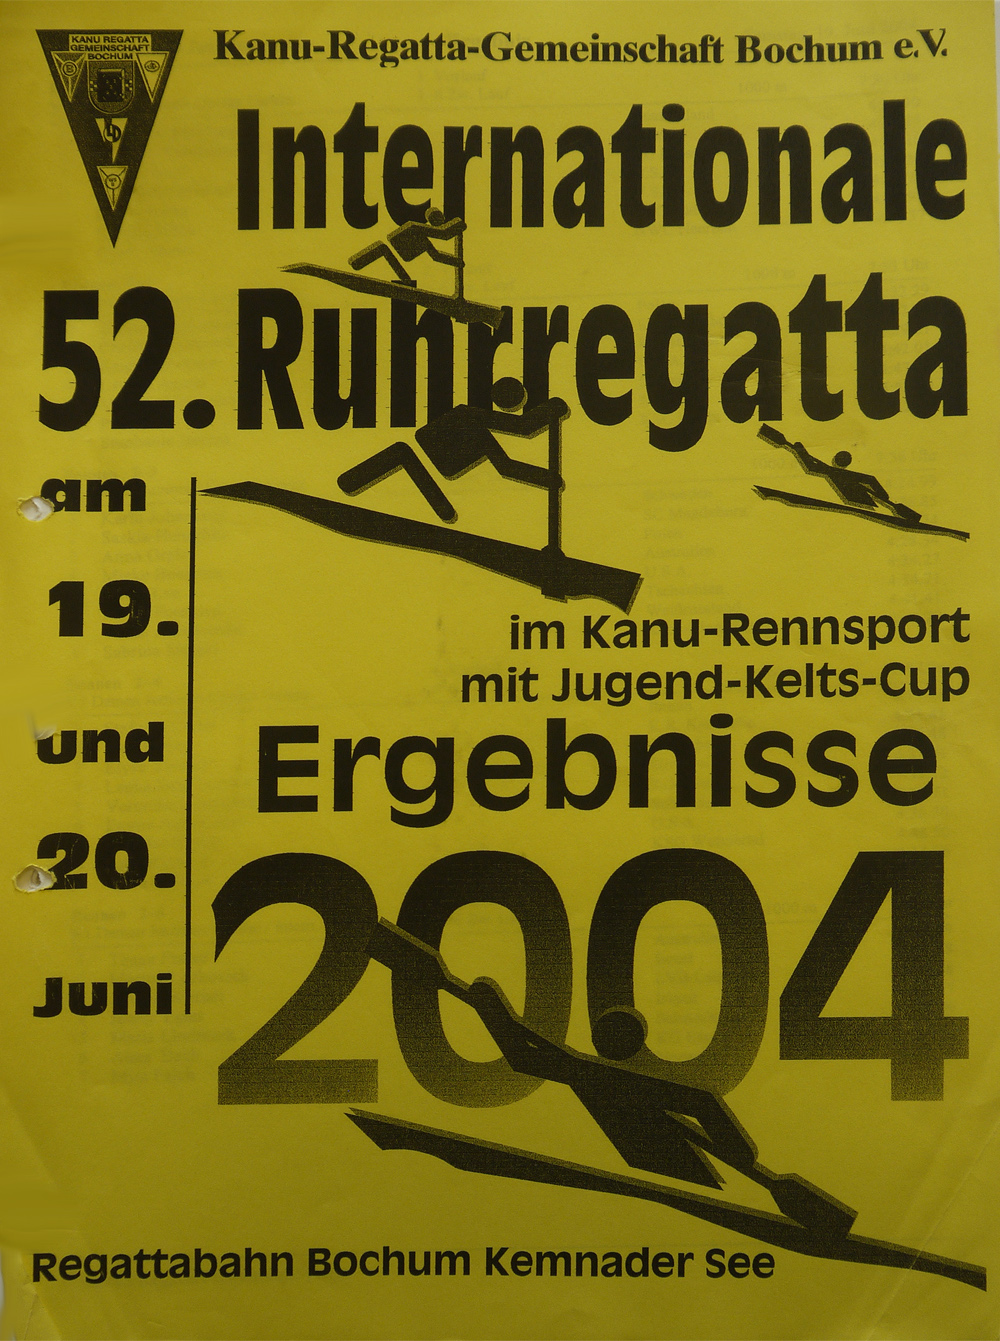 KANU REGATTA
GEMEINSCHAFT
BOCHUM
Kanu-Regatta-Gemeinschaft Bochum e.V.
Internationale
52. Ruhrregatta
am
19.
und
20.
Juni
im Kanu-Rennsport
mit Jugend-Kelts-Cup
Ergebnisse
2004
Regattabahn Bochum Kemnader See